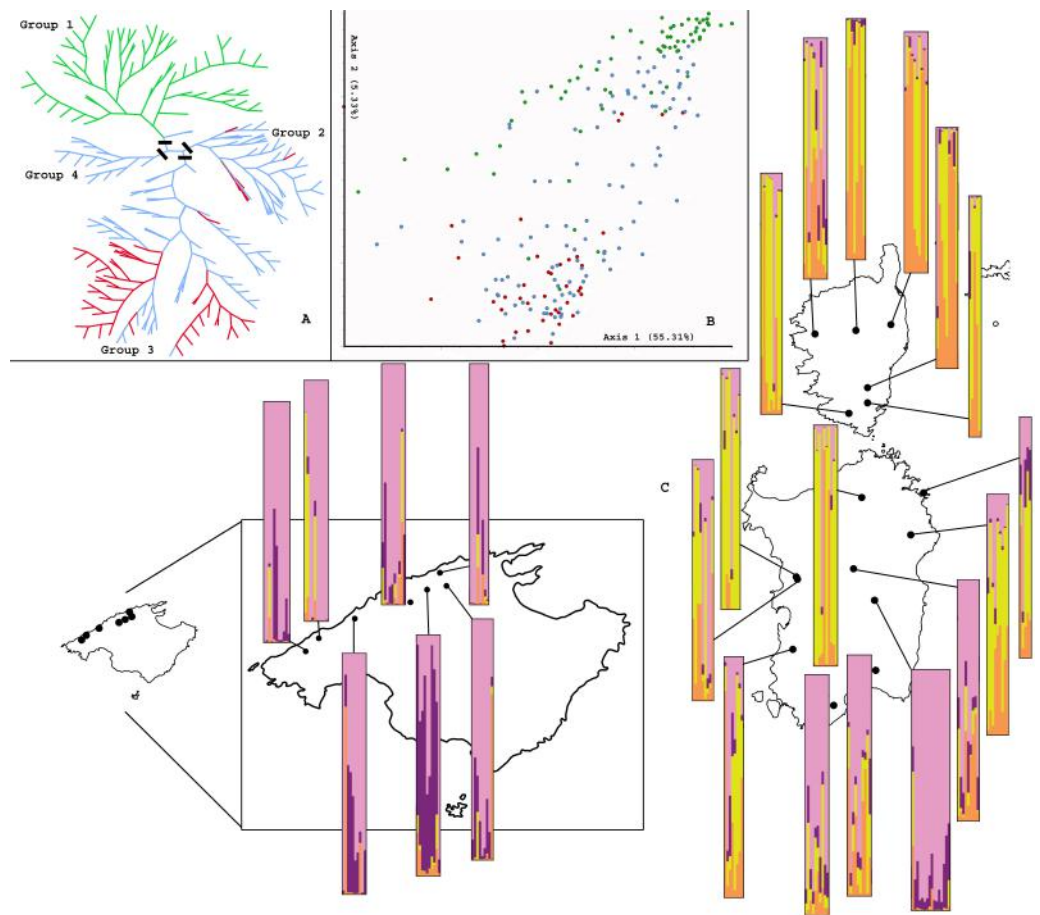 Group 1
Group 2
Group 4
Group 3
A
Axis 2 (5.33%)
Axis 1 (55.31%)
B
C